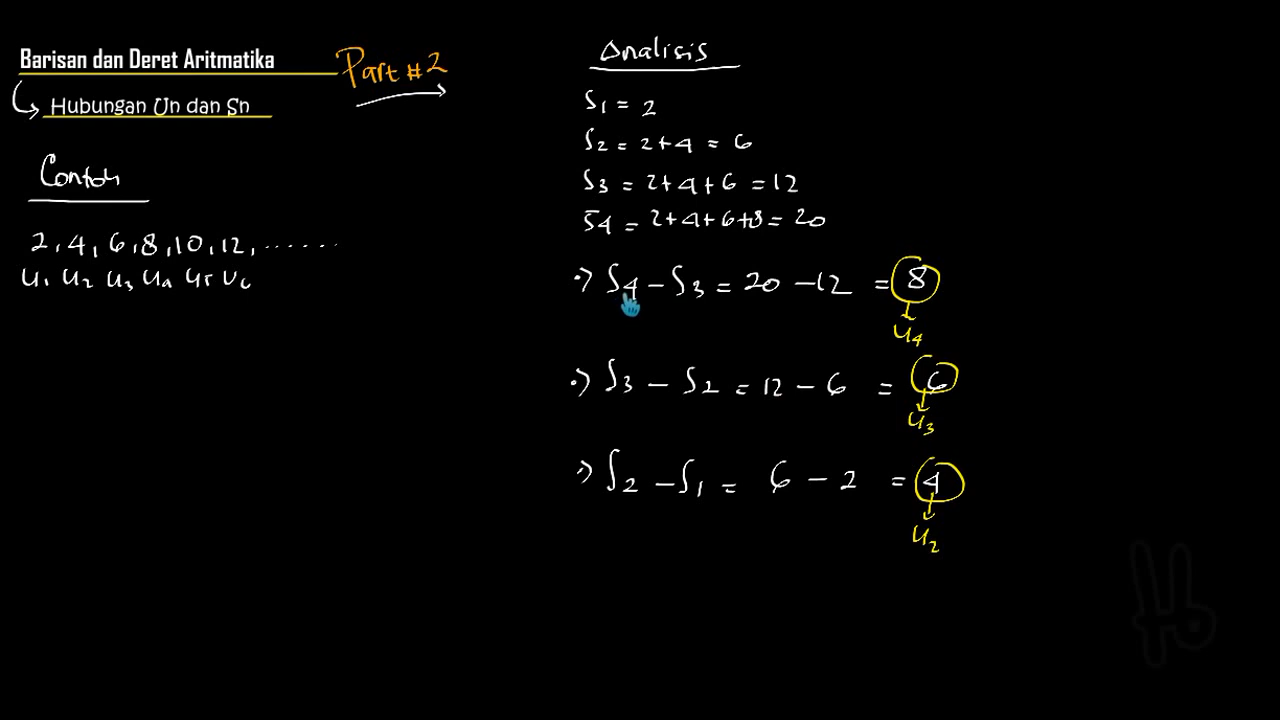 Barisan dan Deret Aritmatika
Part #2
Hubungan Un dan Sn
Contoh
2, 4, 6, 8, 10, 12, ......
U1 U2 U3 U4 U5 U6
Analisis
S1 = 2
S2 = 2+4 = 6
S3 = 2+4+6 = 12
S4 = 2+4+6+8 = 20
·) S4 - S3 = 20 - 12 = 8
U4
·) S3 - S2 = 12 - 6 = 6
U3
·) S2 - S1 = 6 - 2 = 4
U2